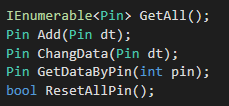 IEnumerable<Pin> GetAll();
Pin Add(Pin dt);
Pin ChangData(Pin dt);
Pin GetDataByPin(int pin);
bool ResetAllPin();